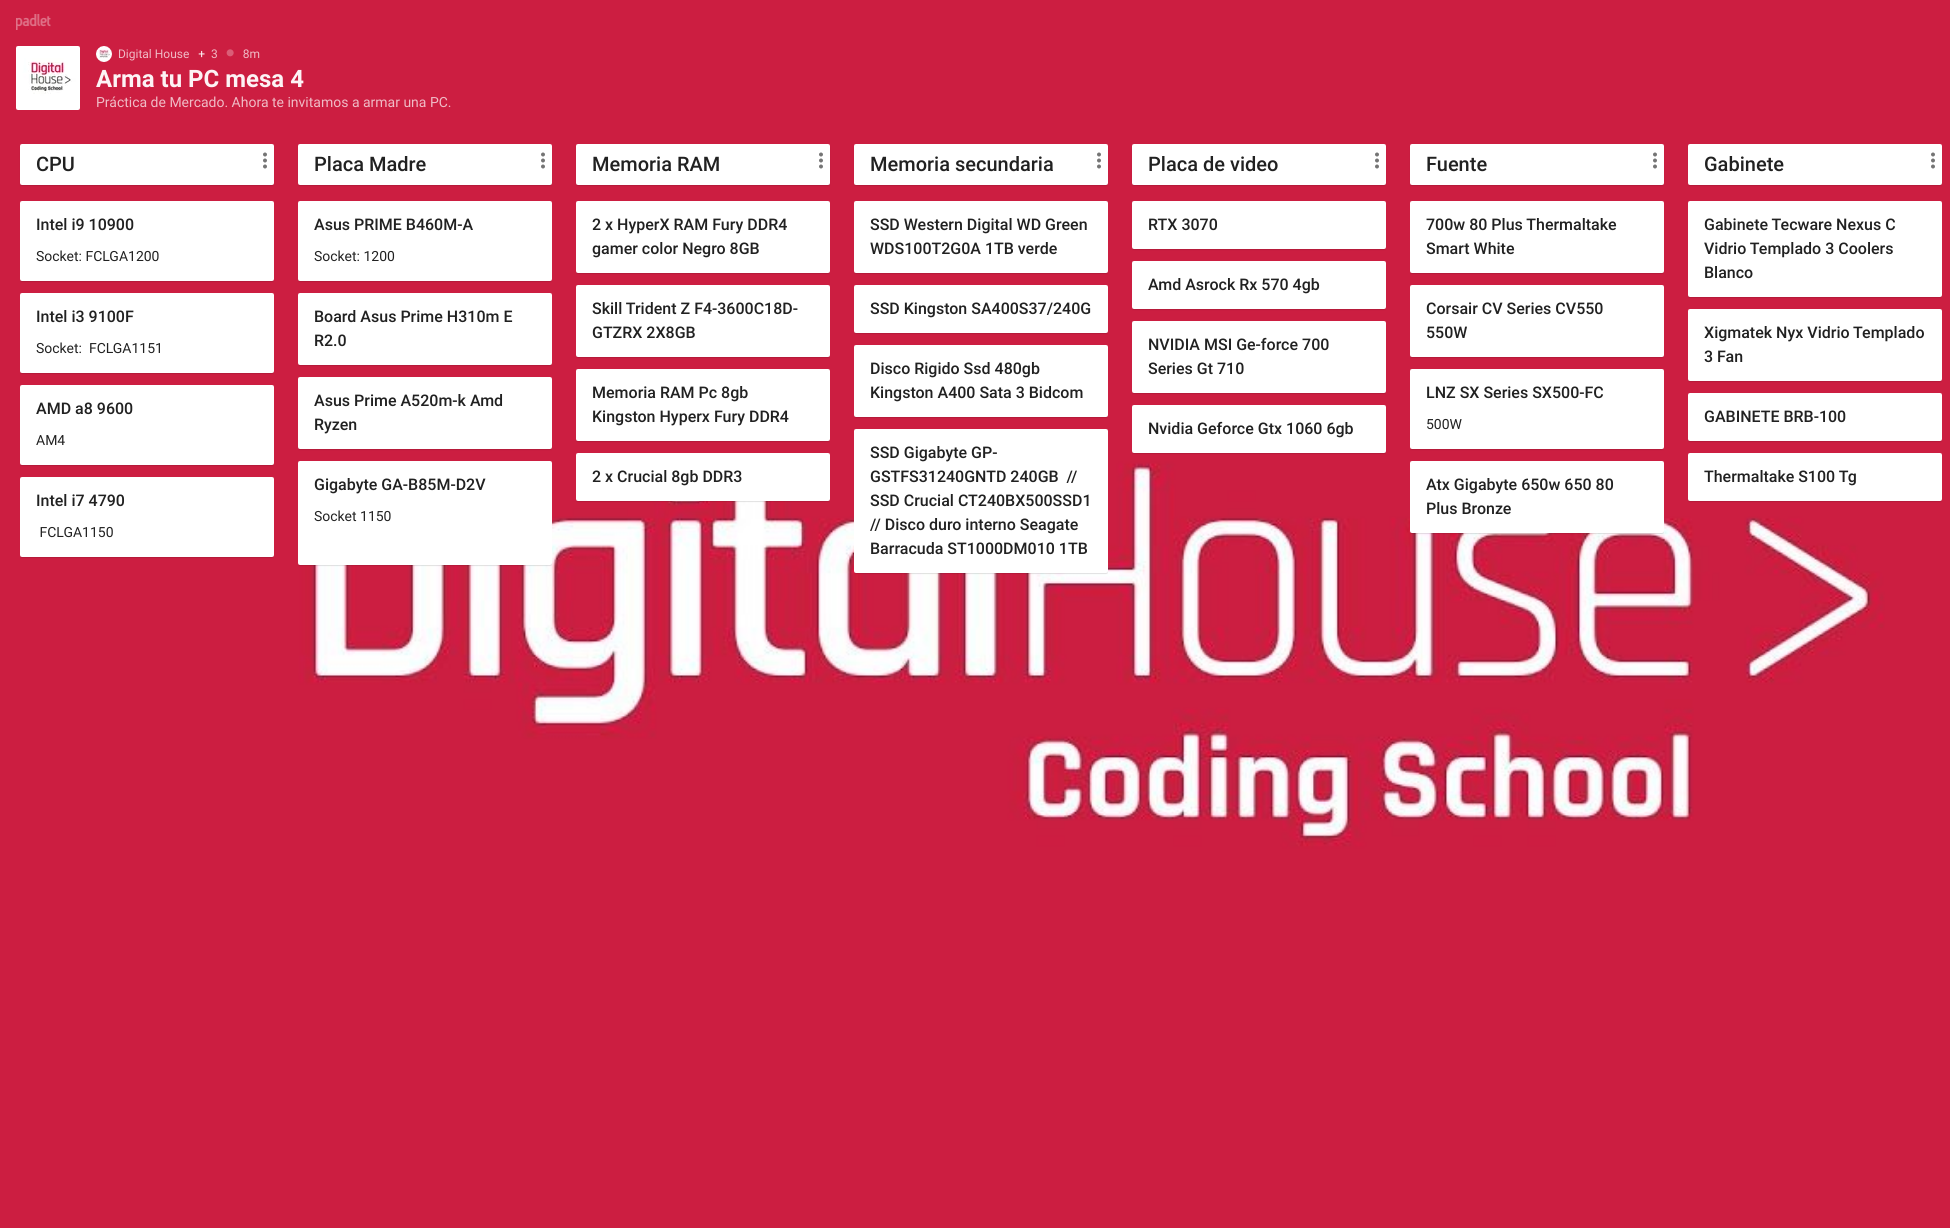 padlet
Digital House + 3 8m
Digital
House>
Coding School
Arma tu PC mesa 4
Práctica de Mercado. Ahora te invitamos a armar una PC.
CPU
Intel i9 10900
Socket: FCLGA1200
Intel i3 9100F
Socket:  FCLGA1151
AMD a8 9600
AM4
Intel i7 4790
FCLGA1150
Placa Madre
Asus PRIME B460M-A
Socket: 1200
Board Asus Prime H310m E
R2.0
Asus Prime A520m-k Amd
Ryzen
Gigabyte GA-B85M-D2V
Socket 1150
Memoria RAM
2 x HyperX RAM Fury DDR4
gamer color Negro 8GB
Skill Trident Z F4-3600C18D-
GTZRX 2X8GB
Memoria RAM Pc 8gb
Kingston Hyperx Fury DDR4
2 x Crucial 8gb DDR3
Memoria secundaria
SSD Western Digital WD Green
WDS100T2G0A 1TB verde
SSD Kingston SA400S37/240G
Disco Rigido Ssd 480gb
Kingston A400 Sata 3 Bidcom
SSD Gigabyte GP-
GSTFS31240GNTD 240GB  //
SSD Crucial CT240BX500SSD1
// Disco duro interno Seagate
Barracuda ST1000DM010 1TB
Placa de video
RTX 3070
Amd Asrock Rx 570 4gb
NVIDIA MSI Ge-force 700
Series Gt 710
Nvidia Geforce Gtx 1060 6gb
Fuente
700w 80 Plus Thermaltake
Smart White
Corsair CV Series CV550
550W
LNZ SX Series SX500-FC
500W
Atx Gigabyte 650w 650 80
Plus Bronze
Gabinete
Gabinete Tecware Nexus C
Vidrio Templado 3 Coolers
Blanco
Xigmatek Nyx Vidrio Templado
3 Fan
GABINETE BRB-100
Thermaltake S100 Tg
DigitalHouse>
Coding School